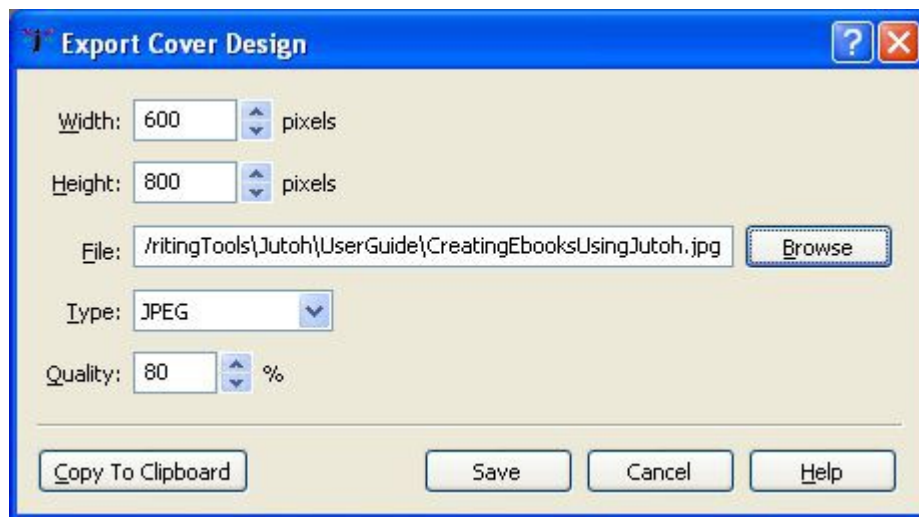 Export Cover Design
Width: 600 pixels
Height: 800 pixels
File: /ritingTools\Jutoh\UserGuide\CreatingEbooksUsingJutoh.jpg Browse
Type: JPEG
Quality: 80 %
Copy To Clipboard Save Cancel Help